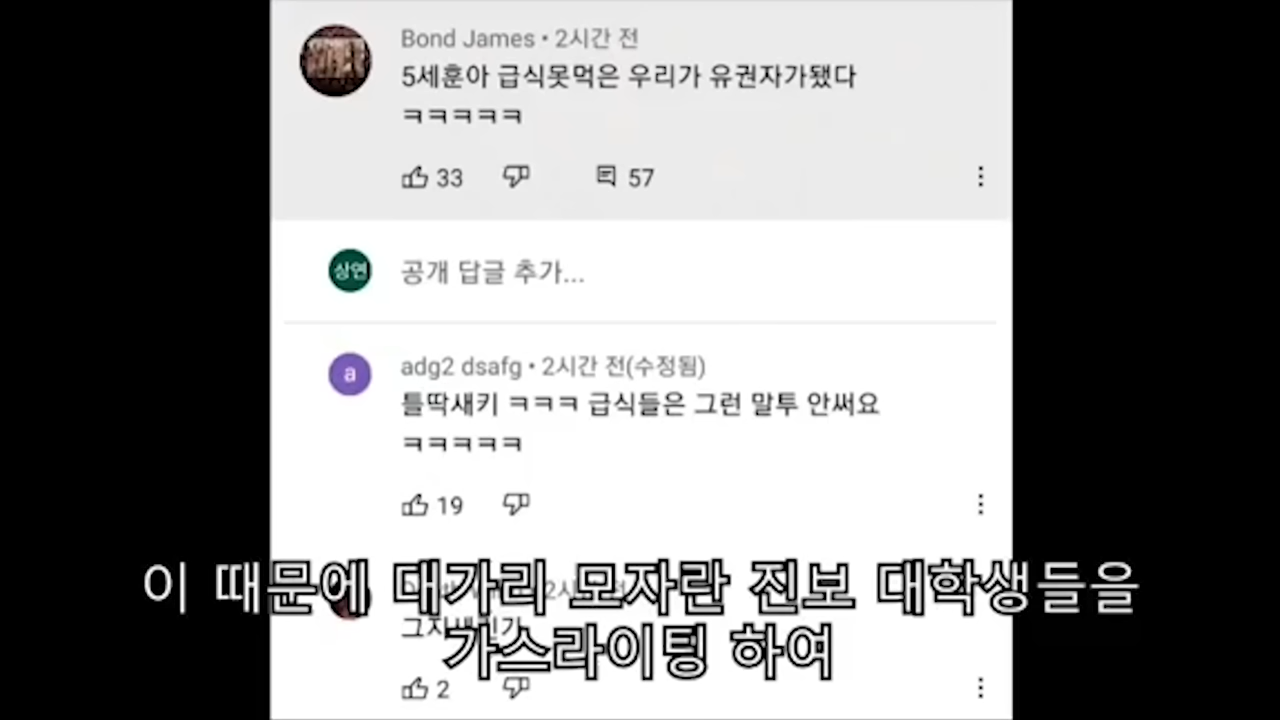 Bond James • 2시간 전
5세훈아 급식못먹은 우리가 유권자가됐다
ㅋㅋㅋㅋㅋ
33 57
상연 공개 답글 추가...
a adg2 dsafg • 2시간 전(수정됨)
틀딱새키 ㅋㅋㅋ 급식들은 그런 말투 안써요
ㅋㅋㅋㅋㅋ
19
이 때문에 대가리 모자란 진보 대학생들을
가스라이팅 하여
2